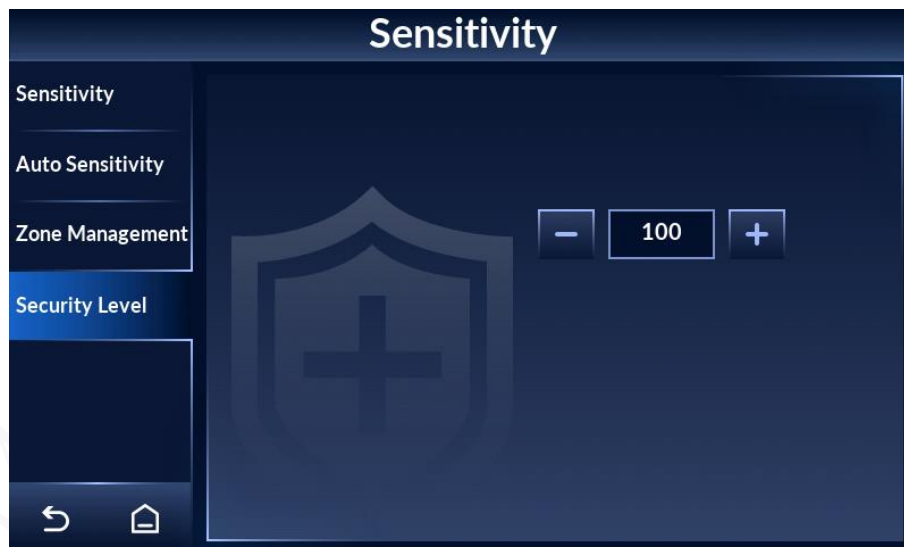 Sensitivity
Sensitivity
Auto Sensitivity
Zone Management
Security Level
100